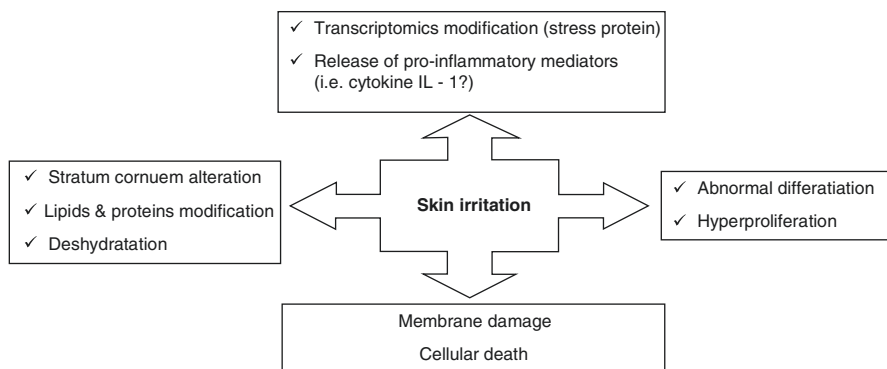 ✓ Transcriptomics modification (stress protein)
✓ Release of pro-inflammatory mediators
(i.e. cytokine IL - 1?)
✓ Stratum cornuem alteration
✓ Lipids & proteins modification
✓ Deshydratation
Skin irritation
✓ Abnormal differatiation
✓ Hyperproliferation
Membrane damage
Cellular death